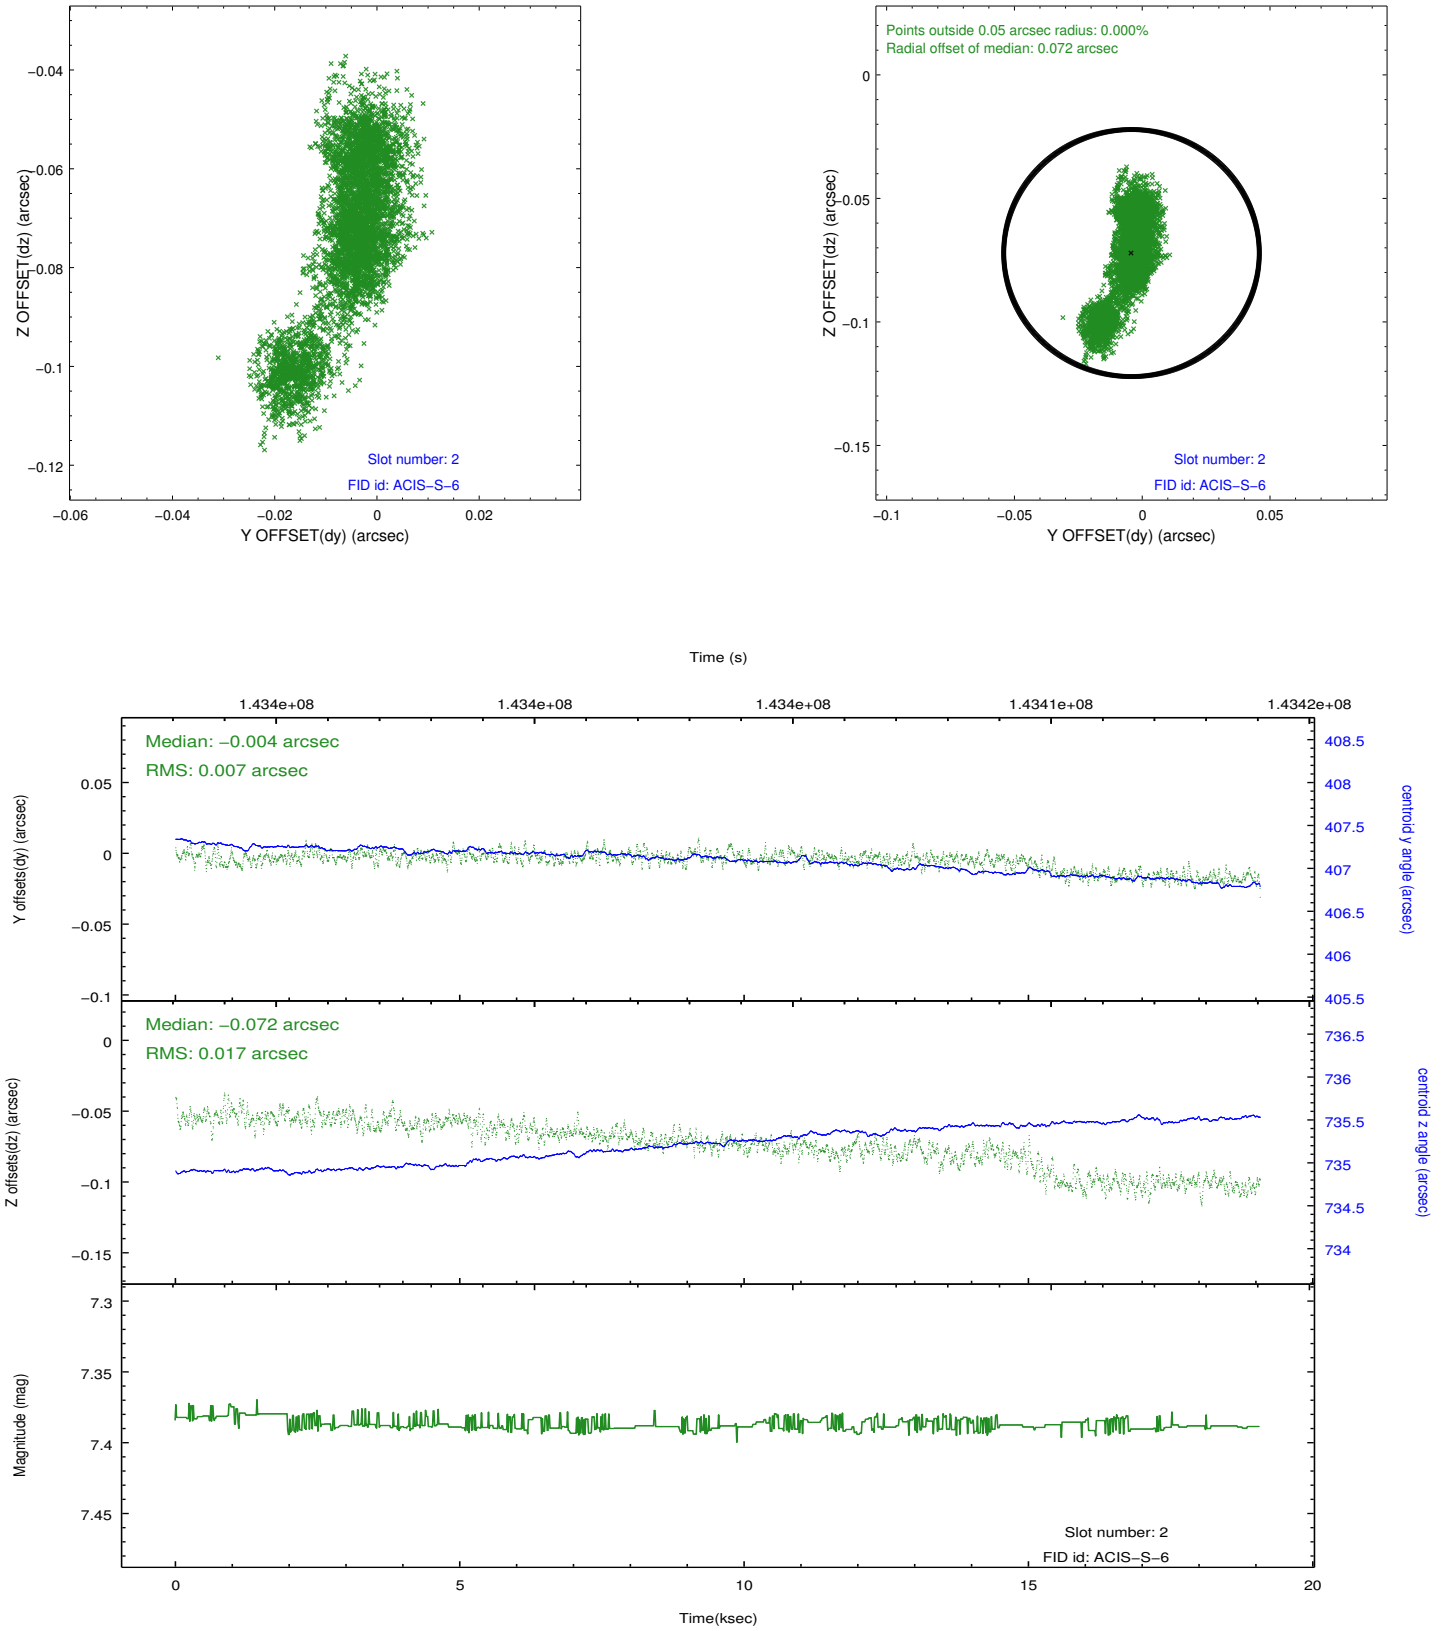 −0.04
−0.06
−0.08
−0.1
−0.12
Z OFFSET(dz) (arcsec)
Slot number: 2
FID id: ACIS−S−6
−0.06
−0.04
−0.02
0
0.02
Y OFFSET(dy) (arcsec)
Points outside 0.05 arcsec radius: 0.000%
Radial offset of median: 0.072 arcsec
0
−0.05
−0.1
−0.15
Z OFFSET(dz) (arcsec)
Slot number: 2
FID id: ACIS−S−6
−0.1
−0.05
0
0.05
Y OFFSET(dy) (arcsec)
Time (s)
1.434e+08
1.434e+08
1.434e+08
1.4341e+08
1.4342e+08
Median: −0.004 arcsec
RMS: 0.007 arcsec
0.05
0
−0.05
−0.1
Y offsets(dy) (arcsec)
408.5
408
407.5
407
406.5
406
405.5
centroid y angle (arcsec)
Median: −0.072 arcsec
RMS: 0.017 arcsec
0
−0.05
−0.1
−0.15
Z offsets(dz) (arcsec)
736.5
736
735.5
735
734.5
734
centroid z angle (arcsec)
7.3
7.35
7.4
7.45
Magnitude (mag)
Slot number: 2
FID id: ACIS−S−6
0
5
10
15
20
Time(ksec)